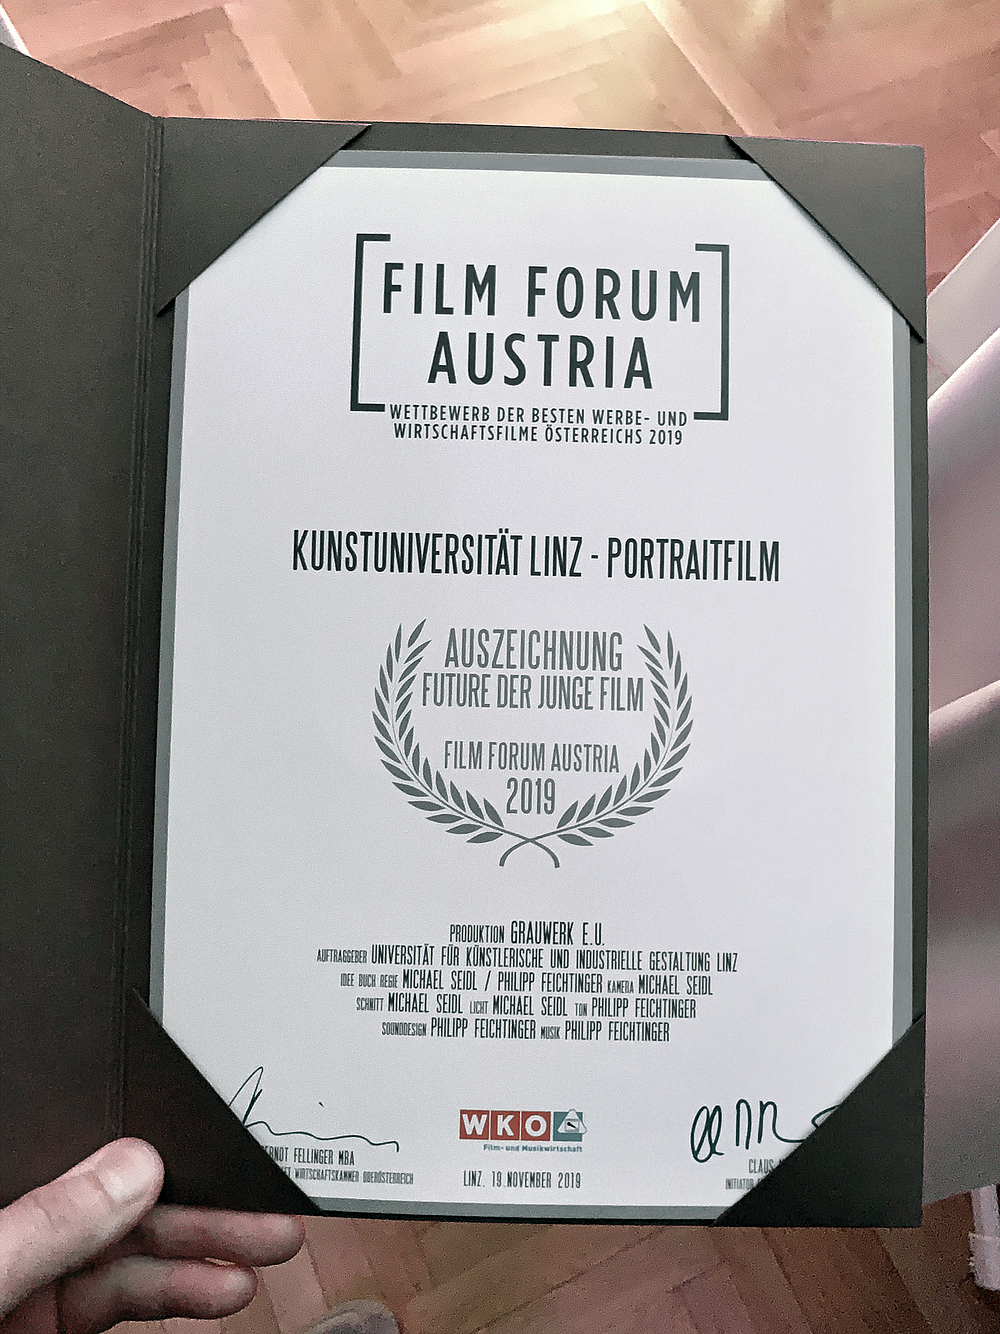 FILM FORUM
AUSTRIA
WETTBEWERB DER BESTEN WERBE- UND
WIRTSCHAFTSFILME ÖSTERREICHS 2019
KUNSTUNIVERSITÄT LINZ - PORTRAITFILM
AUSZEICHNUNG
FUTURE DER JUNGE FILM
FILM FORUM AUSTRIA
2019
PRODUKTION GRAUWERK E.U.
AUFTRAGGEBER UNIVERSITÄT FÜR KÜNSTLERISCHE UND INDUSTRIELLE GESTALTUNG LINZ
IDEE BUCH REGIE MICHAEL SEIDL / PHILIPP FEICHTINGER KAMERA MICHAEL SEIDL
SCHNITT MICHAEL SEIDL LICHT MICHAEL SEIDL TON PHILIPP FEICHTINGER
SOUNDDESIGN PHILIPP FEICHTINGER MUSIK PHILIPP FEICHTINGER
WKO
Film- und Musikwirtschaft
FELLINGER MBA
WIRTSCHAFTSKAMMER OBERÖSTERREICH
LINZ, 19.NOVEMBER 2019
CLAUS
INITIATOR